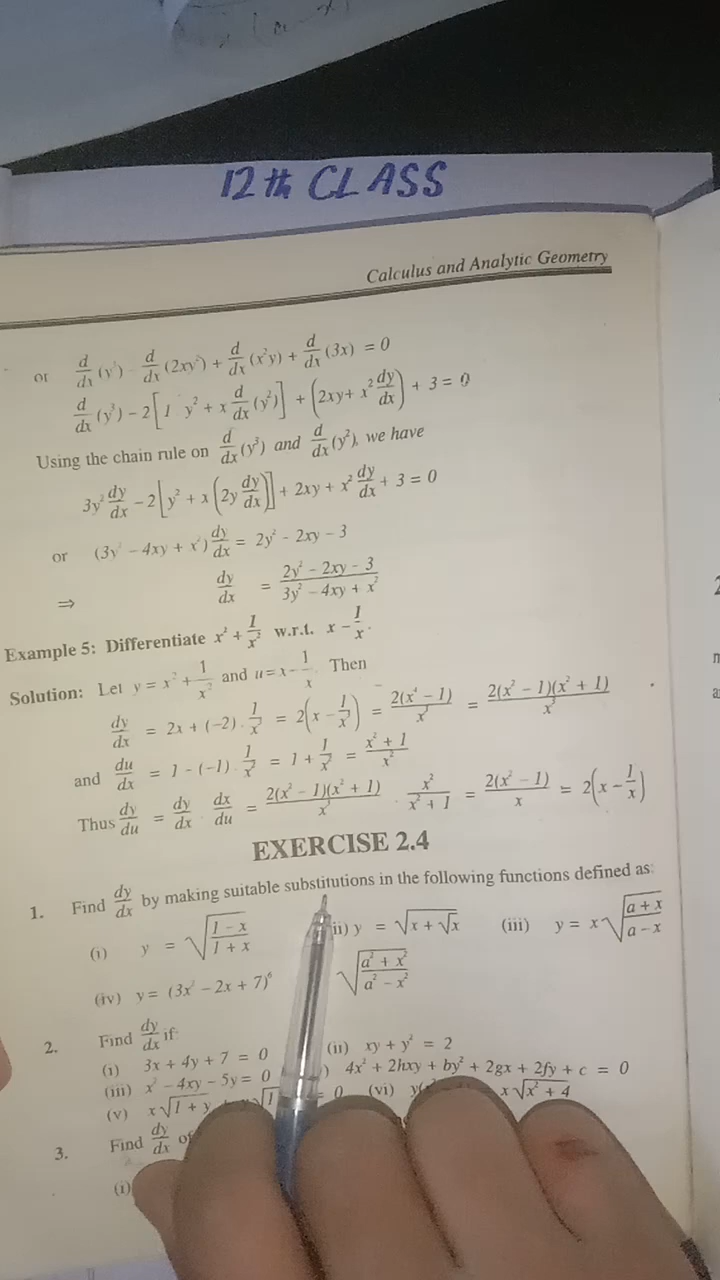 12th CLASS
Calculus and Analytic Geometry
or d/dx (y³) d/dx (2xy²) + d/dx (x²y) + d/dx (3x) = 0
d/dx (y³) – 2[1 y² + x d/dx (y²)] + (2xy + x² dy/dx) + 3 = 0
Using the chain rule on d/dx (y³) and d/dx (y²), we have
3y² dy/dx – 2[y² + x(2y dy/dx)] + 2xy + x² dy/dx + 3 = 0
or (3y² – 4xy + x²) dy/dx = 2y² – 2xy – 3
⇒ dy/dx = (2y² – 2xy – 3)/(3y² – 4xy + x²)
Example 5: Differentiate x² + 1/x² w.r.t. x – 1/x.
Solution: Let y = x² + 1/x² and u = x – 1/x. Then
dy/dx = 2x + (–2) . 1/x³ = 2(x – 1/x³) = 2(x⁴ – 1)/x³ = 2(x² – 1)(x² + 1)/x³
and du/dx = 1 – (–1) . 1/x² = 1 + 1/x² = (x² + 1)/x²
Thus dy/du = dy/dx . dx/du = 2(x² – 1)(x² + 1)/x³ . x²/(x² + 1) = 2(x² – 1)/x = 2(x – 1/x)
EXERCISE 2.4
1. Find dy/dx by making suitable substitutions in the following functions defined as:
(i) y = √((1 – x)/(1 + x)) ii) y = √(x + √x) (iii) y = x√((a + x)/(a – x))
(iv) y = (3x² – 2x + 7)⁶ √((a² + x²)/(a² – x²))
2. Find dy/dx if:
(i) 3x + 4y + 7 = 0 (ii) xy + y² = 2
(iii) x² – 4xy – 5y = 0 ) 4x² + 2hxy + by² + 2gx + 2fy + c = 0
(v) x√(1 + y = 0 (vi) y( x√(x² + 4)
3. Find dy/dx of
(i)